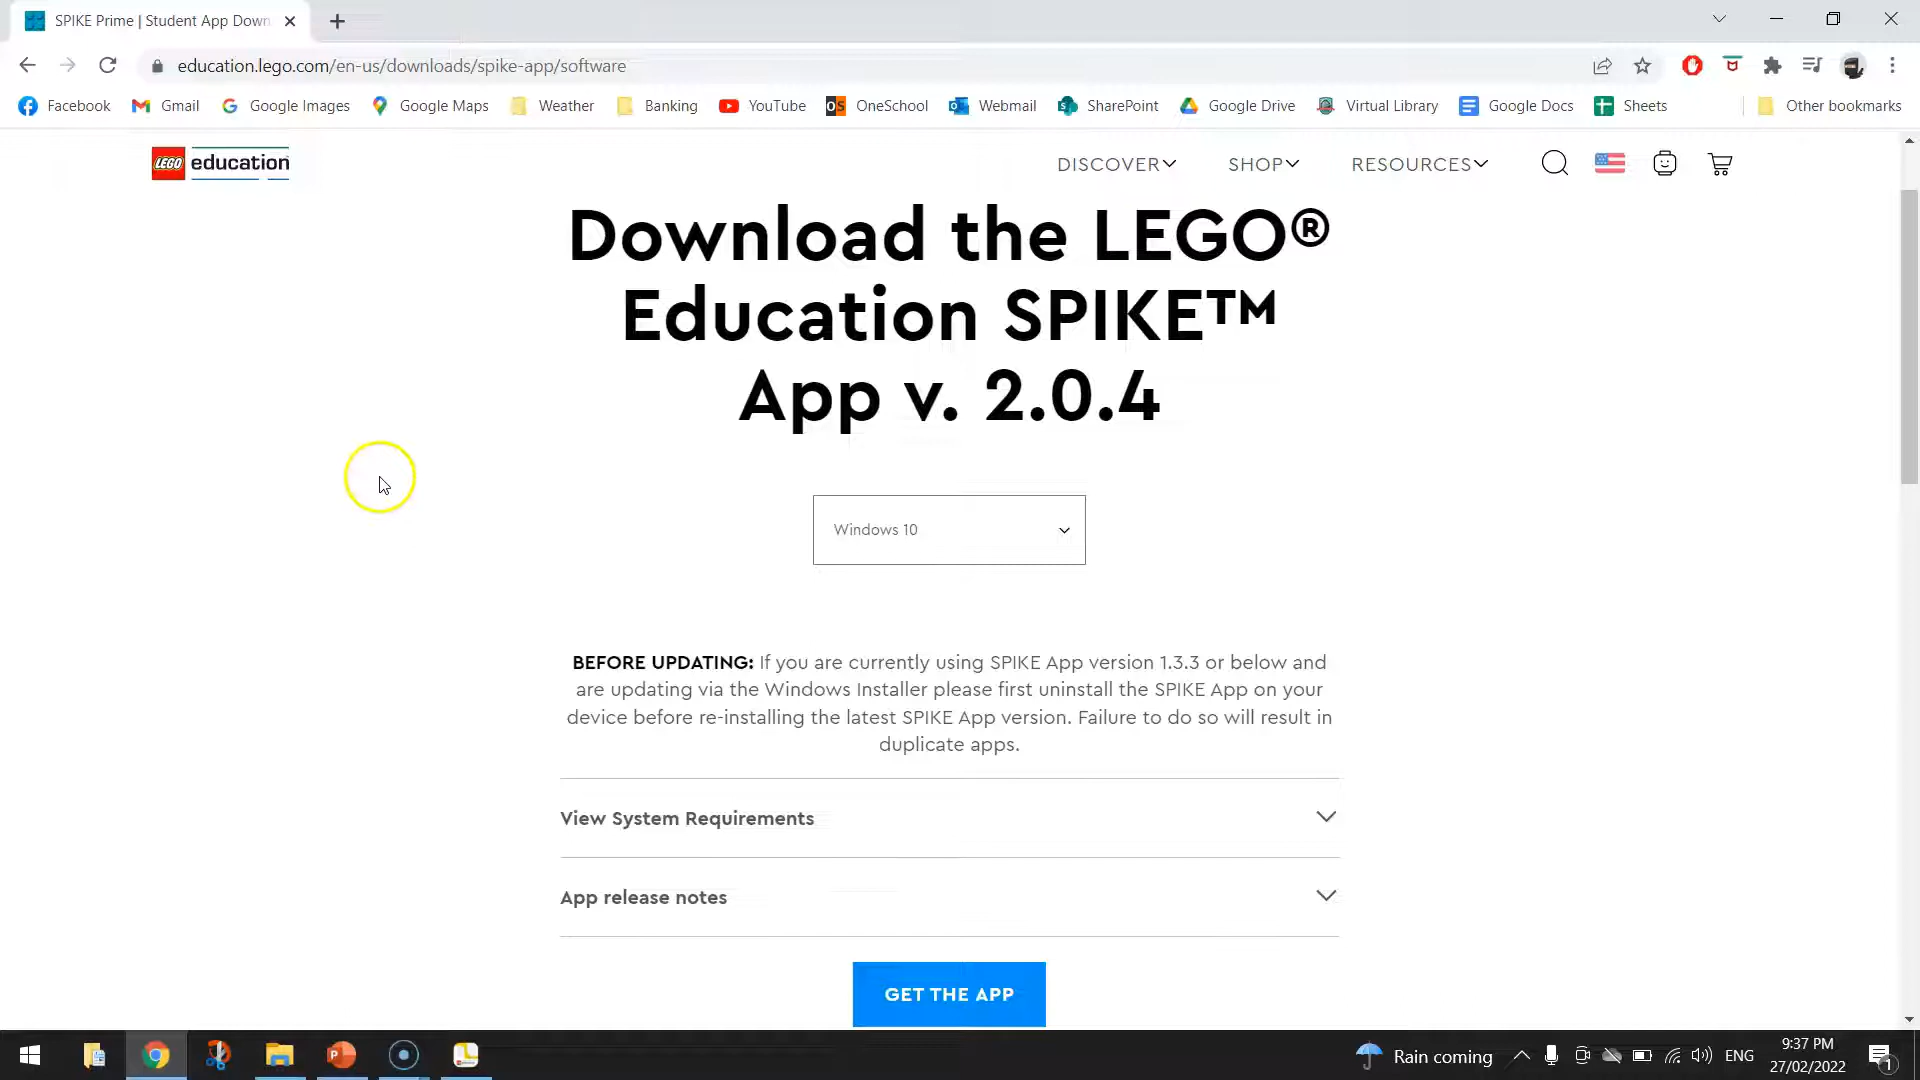 SPIKE Prime | Student App Down
education.lego.com/en-us/downloads/spike-app/software
Facebook Gmail Google Images Google Maps Weather Banking YouTube OneSchool Webmail SharePoint Google Drive Virtual Library Google Docs Sheets Other bookmarks
LEGO education DISCOVER SHOP RESOURCES
Download the LEGO®
Education SPIKE™
App v. 2.0.4
Windows 10
BEFORE UPDATING: If you are currently using SPIKE App version 1.3.3 or below and
are updating via the Windows Installer please first uninstall the SPIKE App on your
device before re-installing the latest SPIKE App version. Failure to do so will result in
duplicate apps.
View System Requirements
App release notes
GET THE APP
Rain coming ENG
9:37 PM
27/02/2022
1